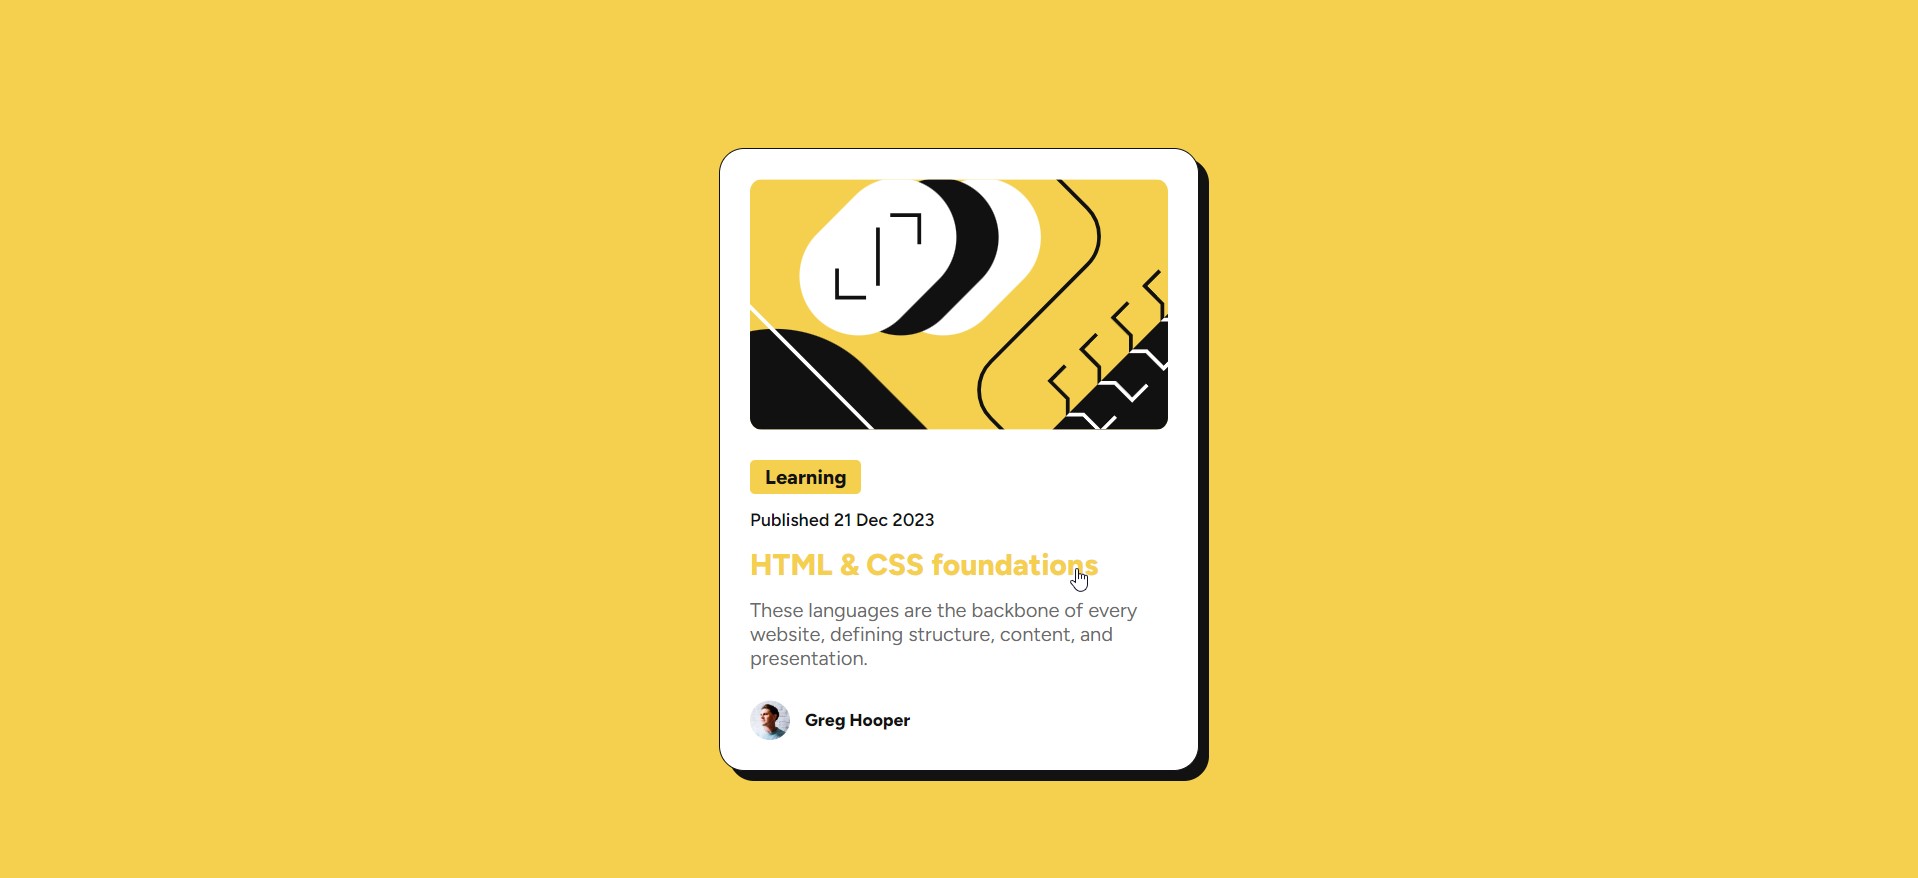 Learning
Published 21 Dec 2023
HTML & CSS foundations
These languages are the backbone of every
website, defining structure, content, and
presentation.
Greg Hooper